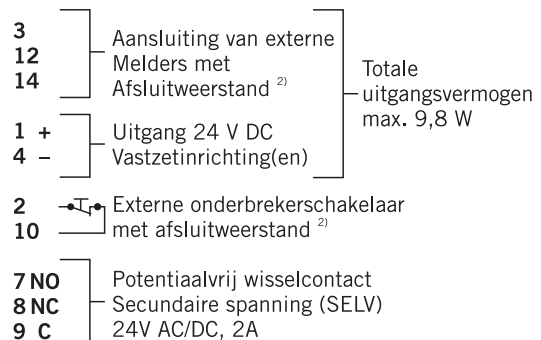 3
12
14
Aansluiting van externe
Melders met
Afsluitweerstand 2)
1 +
4 –
Uitgang 24 V DC
Vastzetinrichting(en)
Totale
uitgangsvermogen
max. 9,8 W
2
10
Externe onderbrekerschakelaar
met afsluitweerstand 2)
7 NO
8 NC
9 C
Potentiaalvrij wisselcontact
Secundaire spanning (SELV)
24V AC/DC, 2A